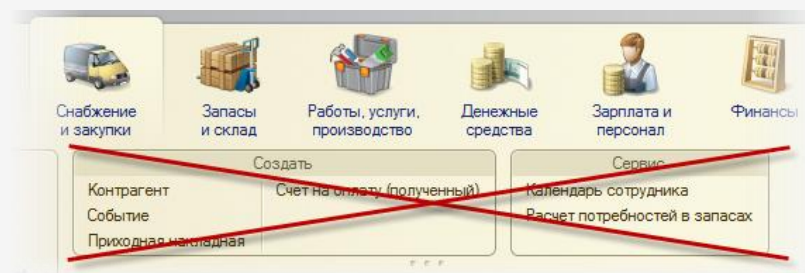 Снабжение и закупки
Запасы и склад
Работы, услуги, производство
Денежные средства
Зарплата и персонал
Финансы
Создать
Контрагент
Событие
Приходная накладная
Счет на оплату (полученный)
Сервис
Календарь сотрудника
Расчет потребностей в запасах